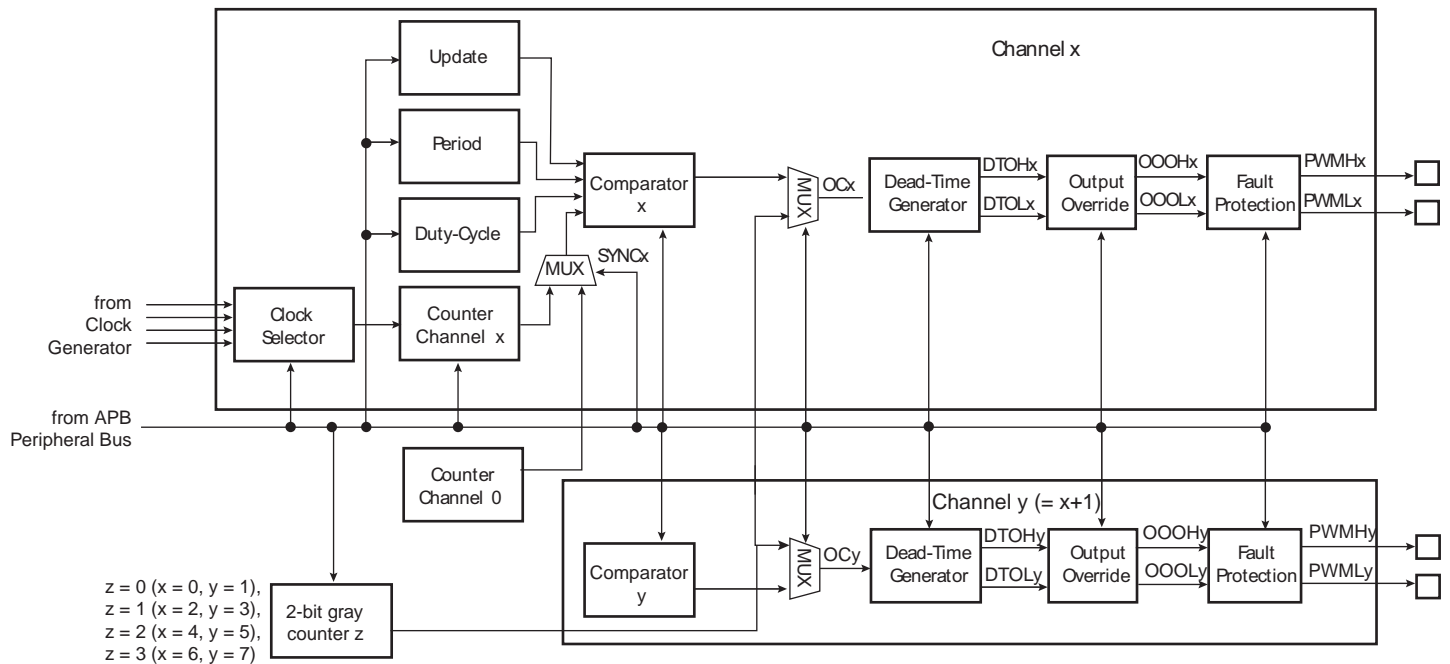 Channel x
Update
Period
Comparator
x
Duty-Cycle
MUX
SYNCx
MUX
OCx
Dead-Time
Generator
DTOHx
DTOLx
Output
Override
OOOHx
OOOLx
Fault
Protection
PWMHx
PWMLx
from
Clock
Generator
Clock
Selector
Counter
Channel x
from APB
Peripheral Bus
Counter
Channel 0
Channel y (= x+1)
Comparator
y
MUX
OCy
Dead-Time
Generator
DTOHy
DTOLy
Output
Override
OOOHy
OOOLy
Fault
Protection
PWMHy
PWMLy
z = 0 (x = 0, y = 1),
z = 1 (x = 2, y = 3),
z = 2 (x = 4, y = 5),
z = 3 (x = 6, y = 7)
2-bit gray
counter z